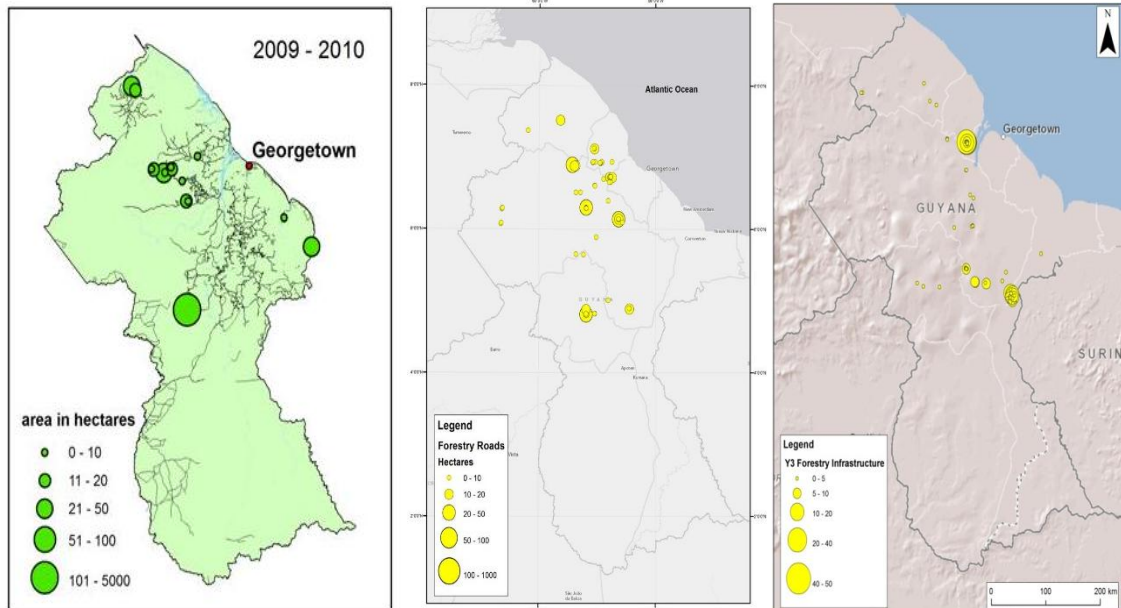 2009 - 2010
Georgetown
area in hectares
0 - 10
11 - 20
21 - 50
51 - 100
101 - 5000
Atlantic Ocean
Georgetown
GUYANA
Legend
Forestry Roads
Hectares
0 - 10
10 - 20
20 - 50
50 - 100
100 - 1000
N
Georgetown
GUYANA
SURIN
Legend
Y3 Forestry Infrastructure
0 - 5
5 - 10
10 - 20
20 - 40
40 - 50
0 100 200 km